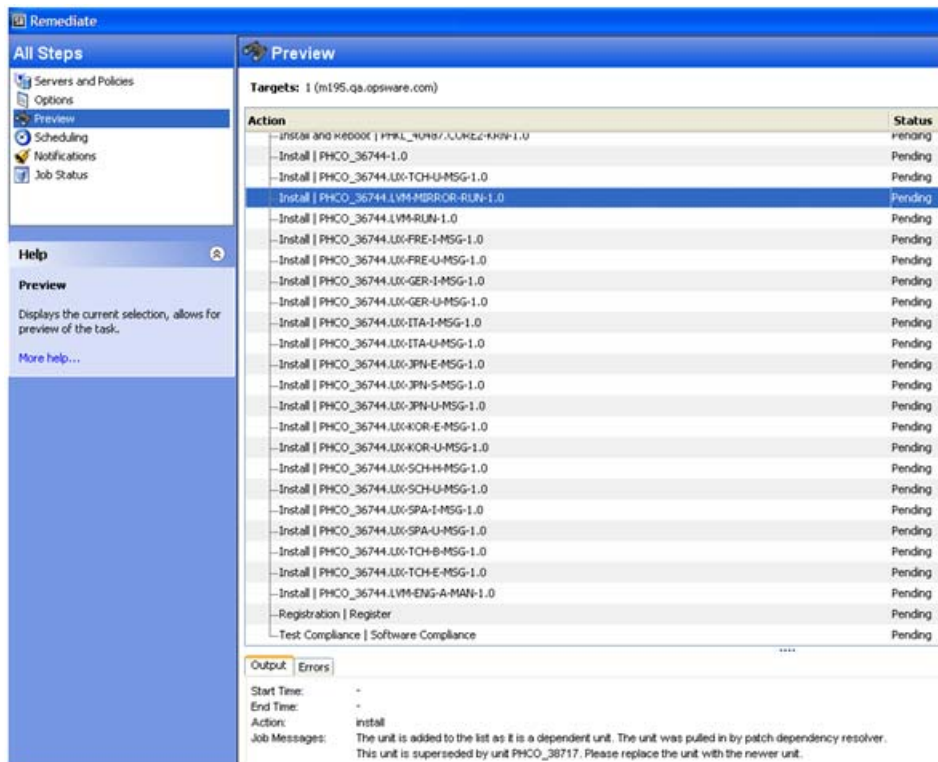 Remediate
All Steps
Servers and Policies
Options
Preview
Scheduling
Notifications
Job Status
Help
Preview
Displays the current selection, allows for
preview of the task.
More help...
Preview
Targets: 1 (m195.qa.opsware.com)
Action Status
Install and Reboot | PHKL_40487.CORE2-KRN-1.0 Pending
Install | PHCO_36744-1.0 Pending
Install | PHCO_36744.UX-TCH-U-MSG-1.0 Pending
Install | PHCO_36744.LVM-MIRROR-RUN-1.0 Pending
Install | PHCO_36744.LVM-RUN-1.0 Pending
Install | PHCO_36744.UX-FRE-I-MSG-1.0 Pending
Install | PHCO_36744.UX-FRE-U-MSG-1.0 Pending
Install | PHCO_36744.UX-GER-I-MSG-1.0 Pending
Install | PHCO_36744.UX-GER-U-MSG-1.0 Pending
Install | PHCO_36744.UX-ITA-I-MSG-1.0 Pending
Install | PHCO_36744.UX-ITA-U-MSG-1.0 Pending
Install | PHCO_36744.UX-JPN-E-MSG-1.0 Pending
Install | PHCO_36744.UX-JPN-S-MSG-1.0 Pending
Install | PHCO_36744.UX-JPN-U-MSG-1.0 Pending
Install | PHCO_36744.UX-KOR-E-MSG-1.0 Pending
Install | PHCO_36744.UX-KOR-U-MSG-1.0 Pending
Install | PHCO_36744.UX-SCH-H-MSG-1.0 Pending
Install | PHCO_36744.UX-SCH-U-MSG-1.0 Pending
Install | PHCO_36744.UX-SPA-I-MSG-1.0 Pending
Install | PHCO_36744.UX-SPA-U-MSG-1.0 Pending
Install | PHCO_36744.UX-TCH-B-MSG-1.0 Pending
Install | PHCO_36744.UX-TCH-E-MSG-1.0 Pending
Install | PHCO_36744.LVM-ENG-A-MAN-1.0 Pending
Registration | Register Pending
Test Compliance | Software Compliance Pending
Output Errors
Start Time: -
End Time: -
Action: install
Job Messages: The unit is added to the list as it is a dependent unit. The unit was pulled in by patch dependency resolver.
This unit is superseded by unit PHCO_38717. Please replace the unit with the newer unit.